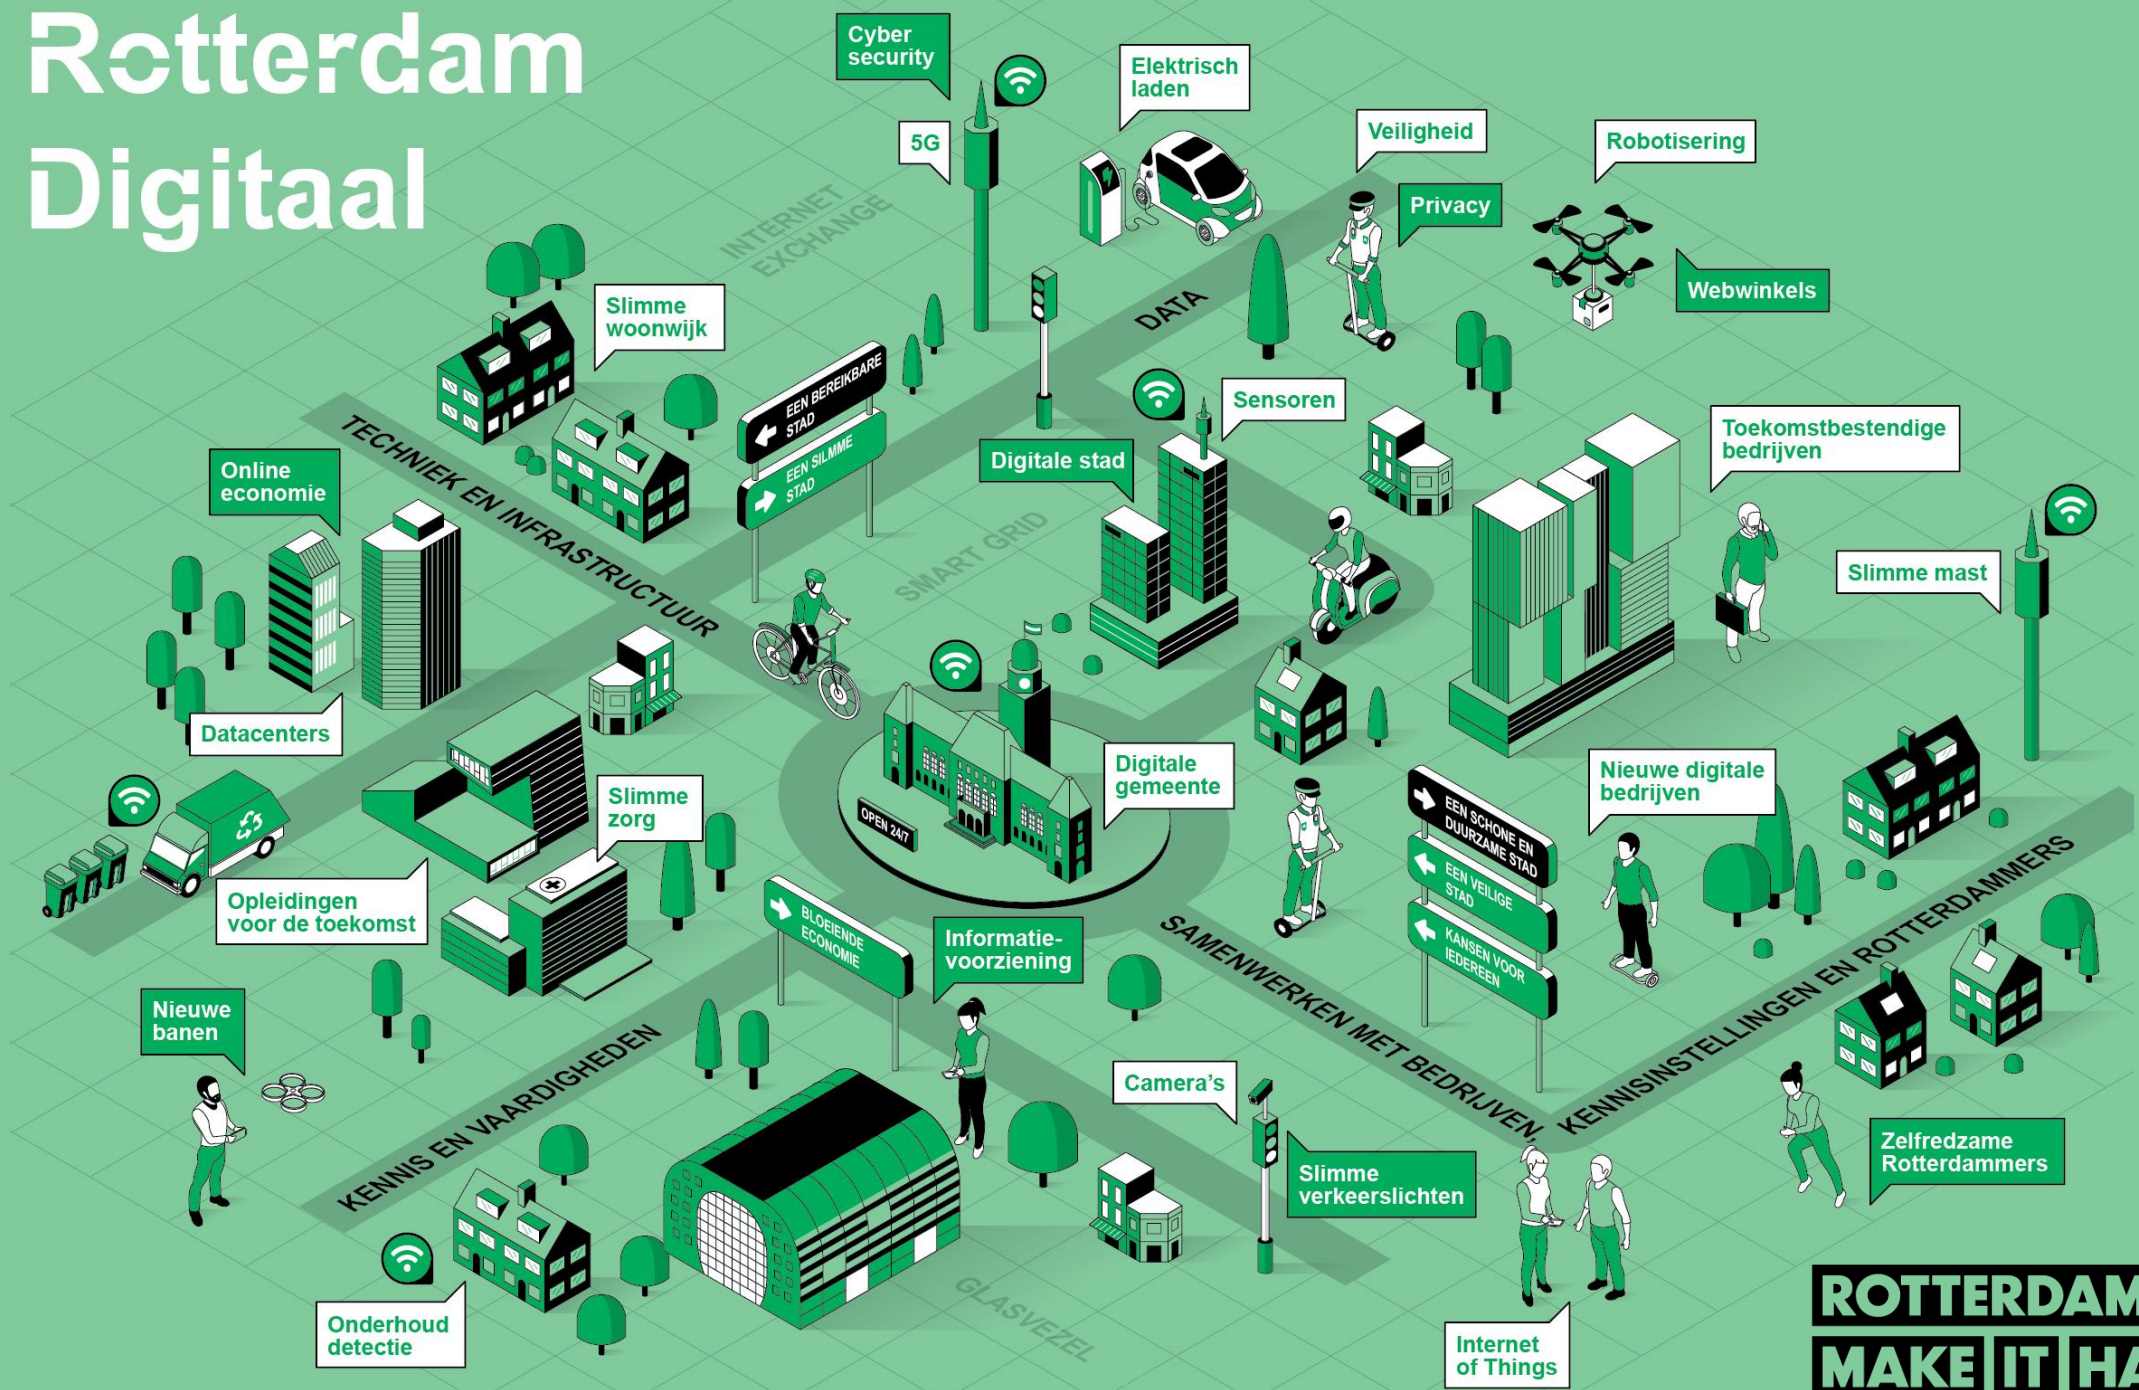 Rotterdam
Digitaal
Cyber
security
5G
Elektrisch
laden
Veiligheid
Privacy
Robotisering
Webwinkels
INTERNET
EXCHANGE
DATA
Slimme
woonwijk
EEN BEREIKBARE
STAD
EEN SILMME
STAD
Sensoren
Digitale stad
Toekomstbestendige
bedrijven
Slimme mast
TECHNIEK EN INFRASTRUCTUUR
Online
economie
SMART GRID
Datacenters
Slimme
zorg
Digitale
gemeente
OPEN 24/7
Nieuwe digitale
bedrijven
EEN SCHONE EN
DUURZAME STAD
EEN VEILIGE
STAD
KANSEN VOOR
IEDEREEN
Opleidingen
voor de toekomst
BLOEIENDE
ECONOMIE
Informatie-
voorziening
SAMENWERKEN MET BEDRIJVEN,
KENNISINSTELLINGEN EN ROTTERDAMMERS
Nieuwe
banen
KENNIS EN VAARDIGHEDEN
Camera's
Slimme
verkeerslichten
Zelfredzame
Rotterdammers
Onderhoud
detectie
GLASVEZEL
Internet
of Things
ROTTERDAM
MAKE IT HA